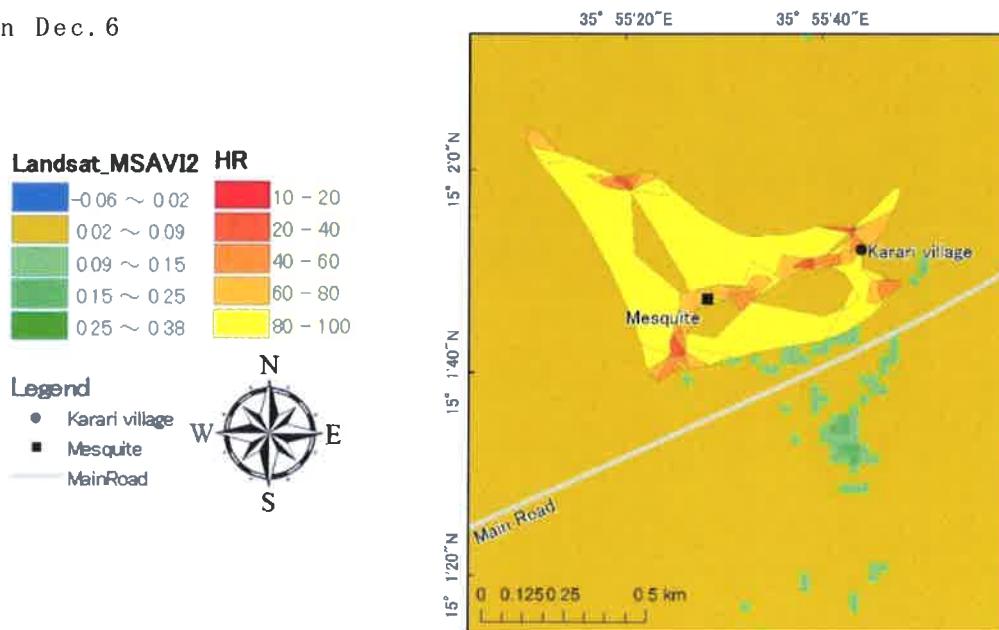 n Dec.6
35° 55'20"E 35° 55'40"E
Landsat_MSAVI2 HR
-0.06 ~ 0.02 10 - 20
0.02 ~ 0.09 20 - 40
0.09 ~ 0.15 40 - 60
0.15 ~ 0.25 60 - 80
0.25 ~ 0.38 80 - 100
Legend
Karari village
Mesquite
MainRoad
N
W E
S
15° 2'0"N
15° 1'40"N
15° 1'20"N
Karari village
Mesquite
Main Road
0 0.125 0.25 0.5 km